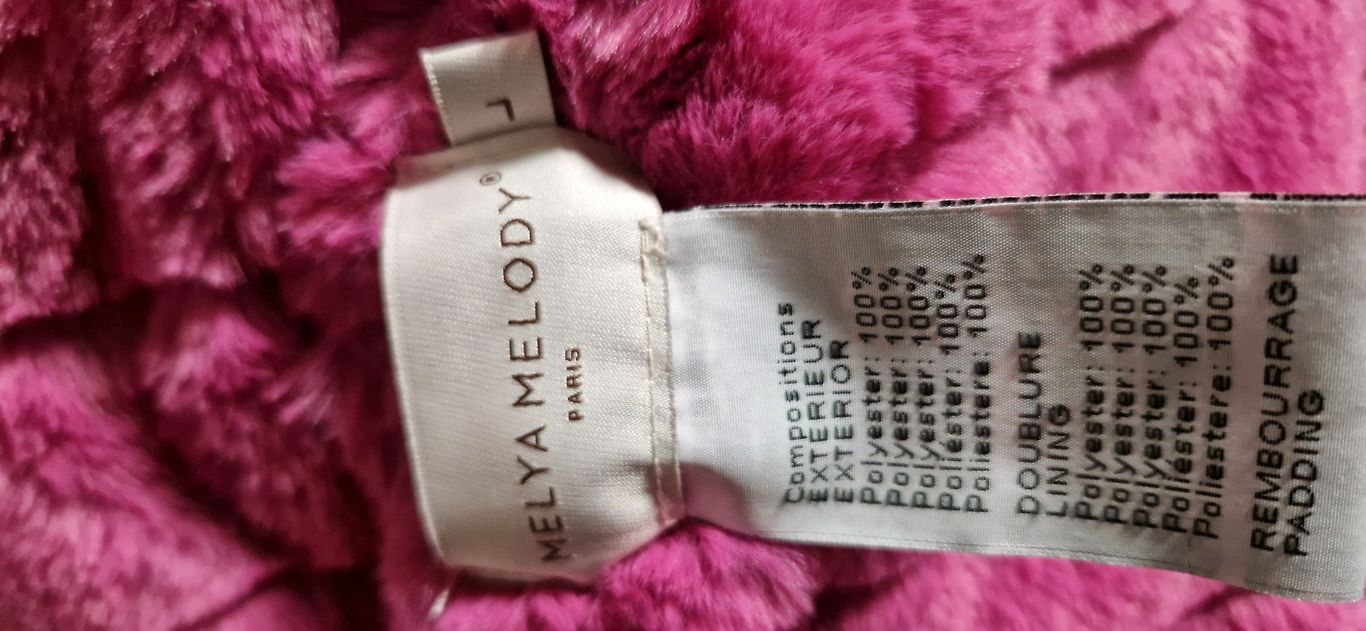 L
MELYA MELODY®
PARIS
Compositions
EXTERIEUR
EXTERIOR
Polyester: 100%
Polyester: 100%
Polyester: 100%
Poliéster: 100%
Poliestere: 100%
DOUBLURE
LINING
Polyester: 100%
Polyester: 100%
Polyester: 100%
Poliéster: 100%
Poliestere: 100%
REMBOURRAGE
PADDING